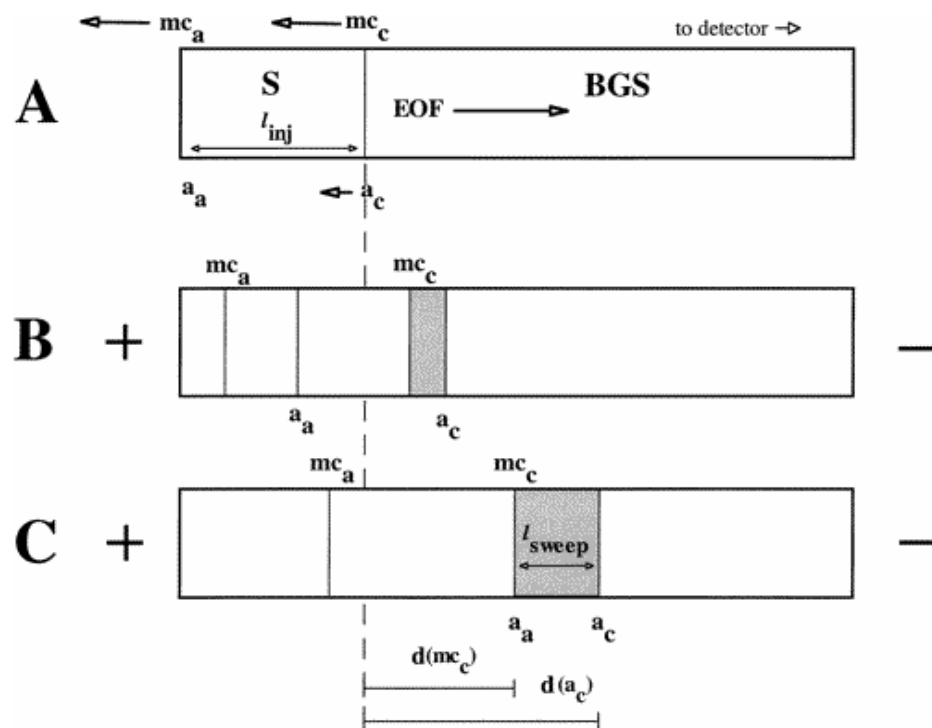 mc_a mc_c to detector →
A S BGS
EOF
l_inj
a_a a_c
mc_a mc_c
B + −
a_a a_c
mc_a mc_c
C + l_sweep −
a_a a_c
d(mc_c)
d(a_c)